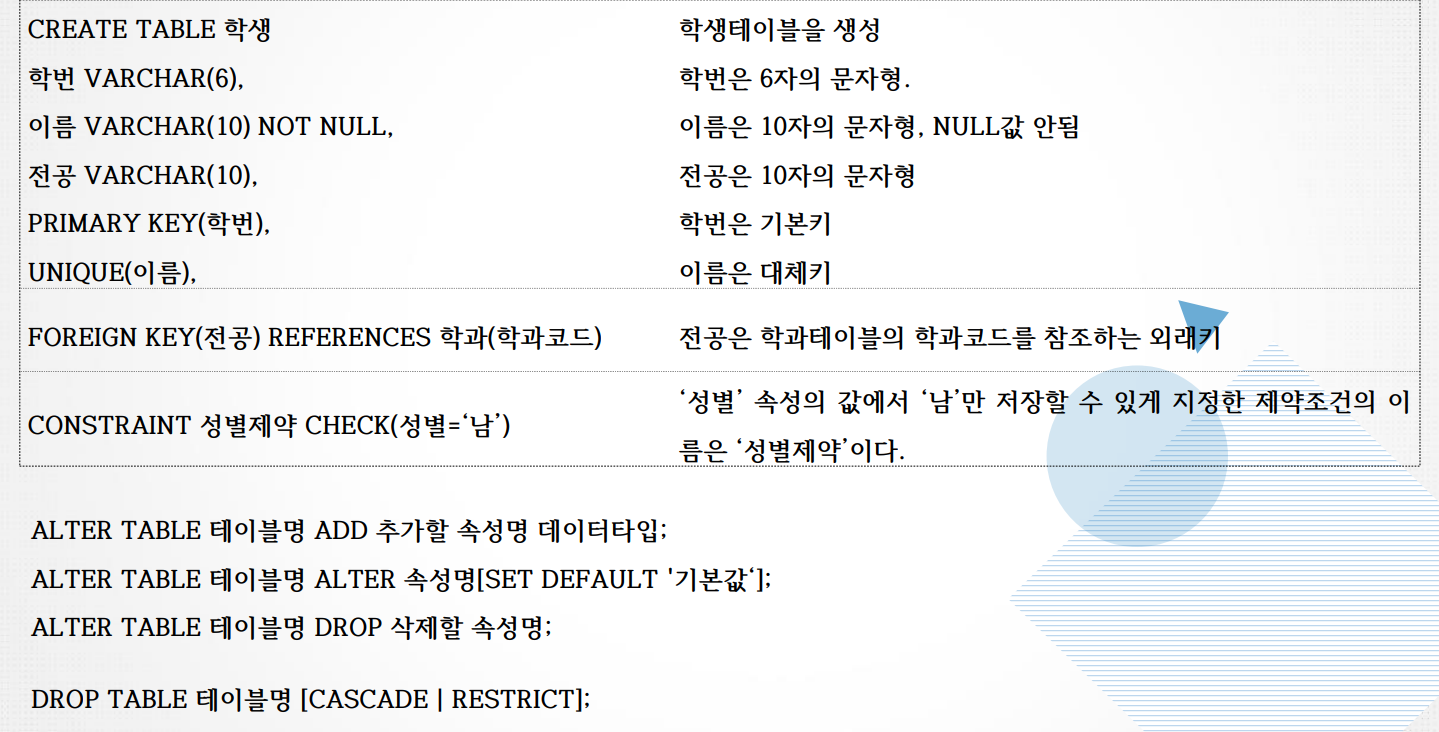 CREATE TABLE 학생 학생테이블을 생성
학번 VARCHAR(6), 학번은 6자의 문자형.
이름 VARCHAR(10) NOT NULL, 이름은 10자의 문자형, NULL값 안됨
전공 VARCHAR(10), 전공은 10자의 문자형
PRIMARY KEY(학번), 학번은 기본키
UNIQUE(이름), 이름은 대체키
FOREIGN KEY(전공) REFERENCES 학과(학과코드) 전공은 학과테이블의 학과코드를 참조하는 외래키
CONSTRAINT 성별제약 CHECK(성별=‘남’) ‘성별’ 속성의 값에서 ‘남’만 저장할 수 있게 지정한 제약조건의 이
름은 ‘성별제약’이다.
ALTER TABLE 테이블명 ADD 추가할 속성명 데이터타입;
ALTER TABLE 테이블명 ALTER 속성명[SET DEFAULT '기본값‘];
ALTER TABLE 테이블명 DROP 삭제할 속성명;
DROP TABLE 테이블명 [CASCADE | RESTRICT];